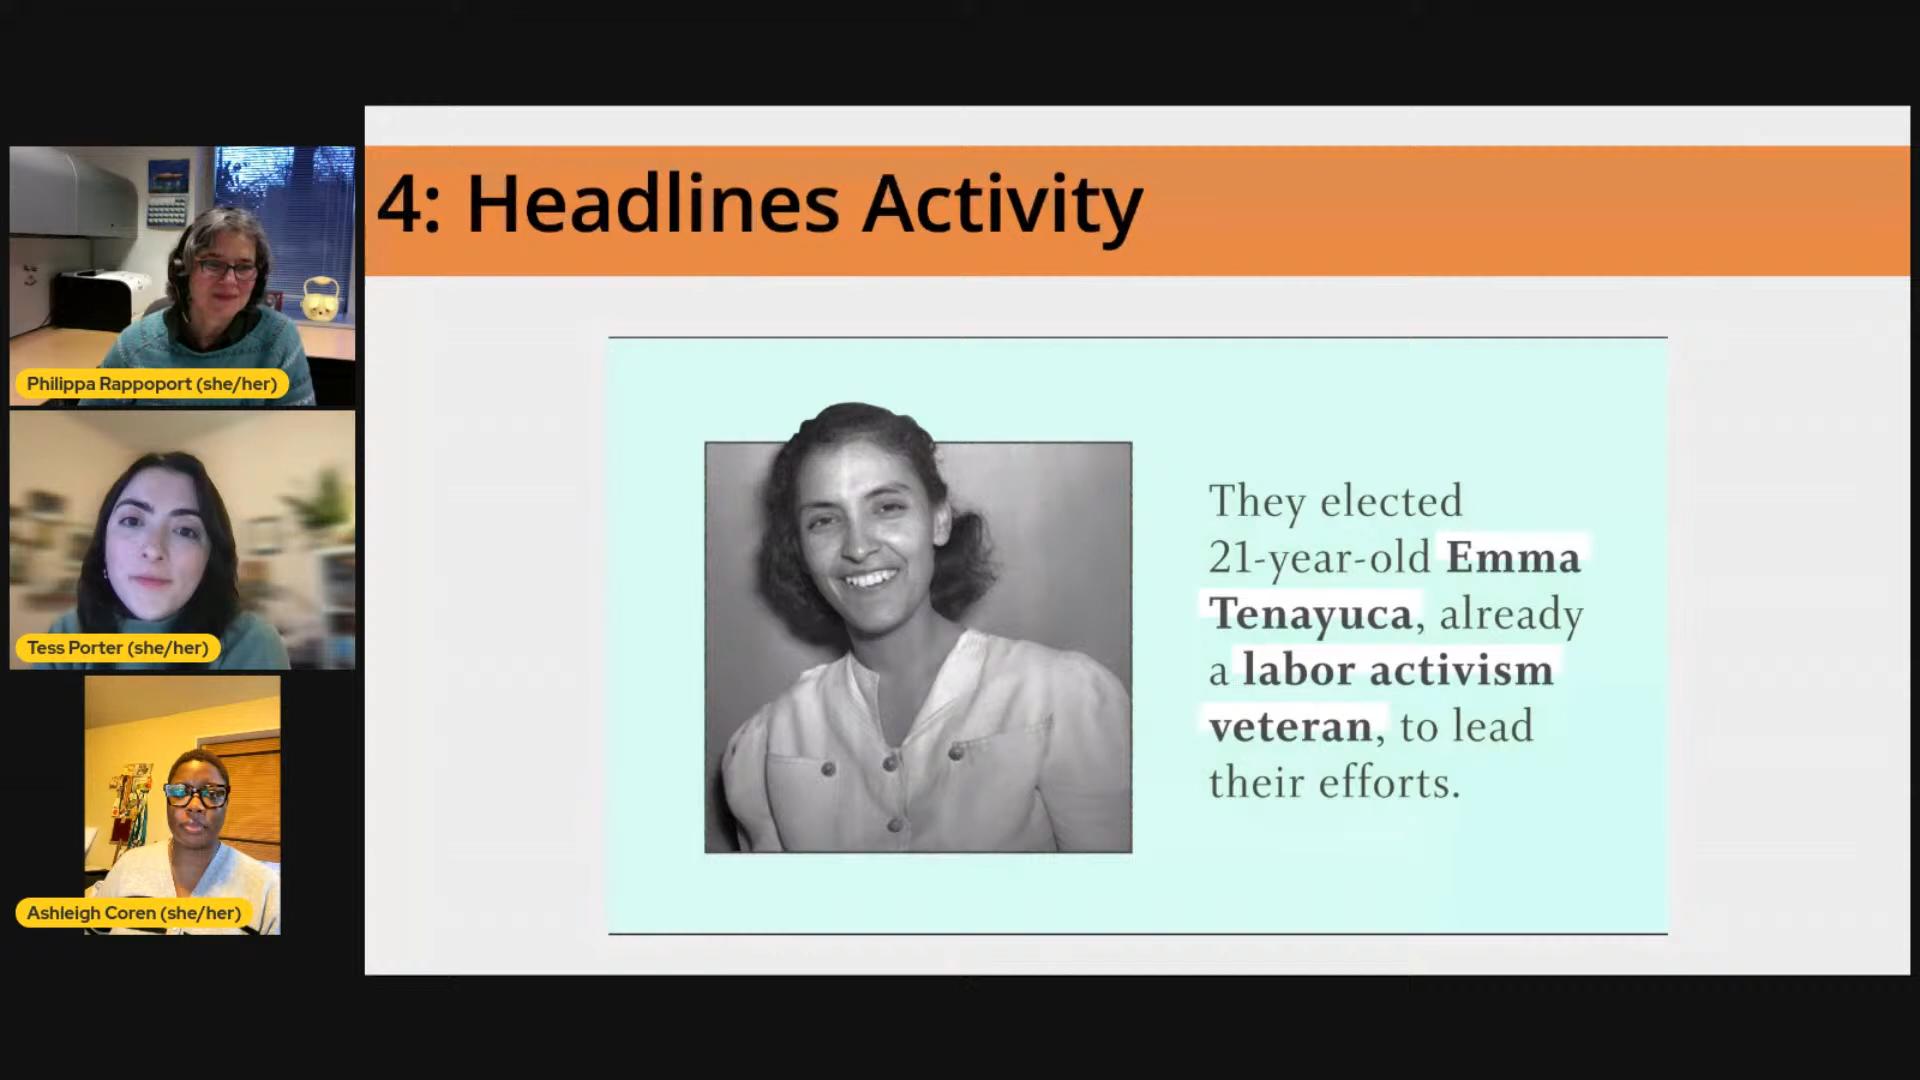 4: Headlines Activity
Philippa Rappoport (she/her)
Tess Porter (she/her)
Ashleigh Coren (she/her)
They elected
21-year-old Emma
Tenayuca, already
a labor activism
veteran, to lead
their efforts.